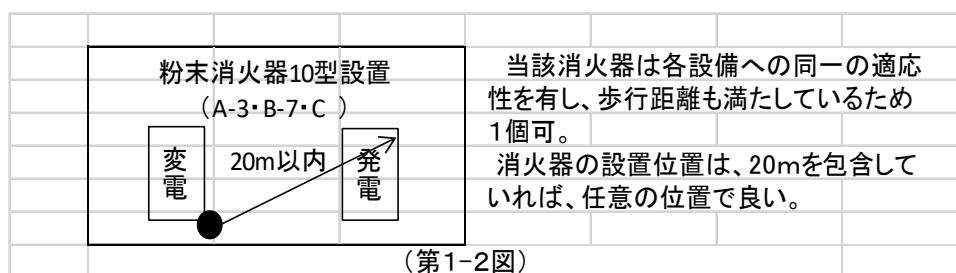 粉末消火器10型設置
（A-3・B-7・C ）
変電
20m以内
発電
当該消火器は各設備への同一の適応
性を有し、歩行距離も満たしているため
１個可。
消火器の設置位置は、20ｍを包含して
いれば、任意の位置で良い。
（第１－２図）